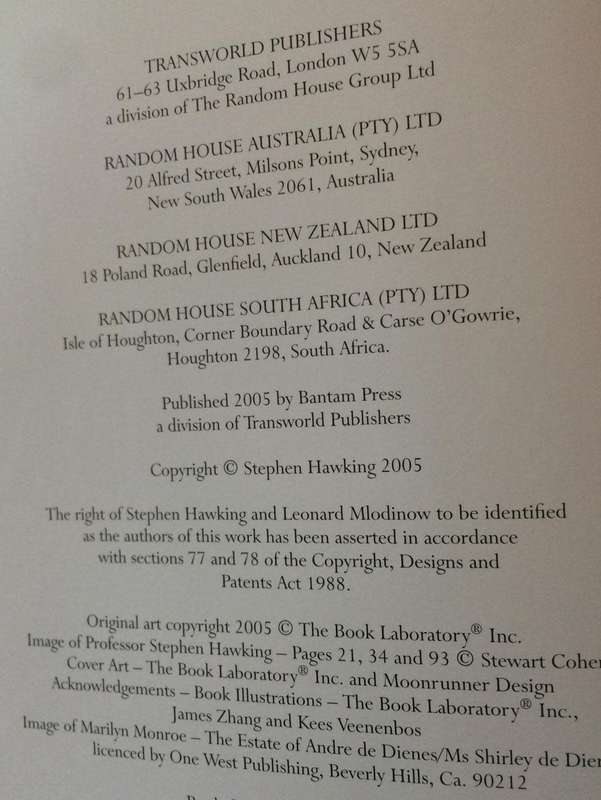 TRANSWORLD PUBLISHERS
61–63 Uxbridge Road, London W5 5SA
a division of The Random House Group Ltd
RANDOM HOUSE AUSTRALIA (PTY) LTD
20 Alfred Street, Milsons Point, Sydney,
New South Wales 2061, Australia
RANDOM HOUSE NEW ZEALAND LTD
18 Poland Road, Glenfield, Auckland 10, New Zealand
RANDOM HOUSE SOUTH AFRICA (PTY) LTD
Isle of Houghton, Corner Boundary Road & Carse O'Gowrie,
Houghton 2198, South Africa.
Published 2005 by Bantam Press
a division of Transworld Publishers
Copyright © Stephen Hawking 2005
The right of Stephen Hawking and Leonard Mlodinow to be identified
as the authors of this work has been asserted in accordance
with sections 77 and 78 of the Copyright, Designs and
Patents Act 1988.
Original art copyright 2005 © The Book Laboratory® Inc.
Image of Professor Stephen Hawking – Pages 21, 34 and 93 © Stewart Cohe
Cover Art – The Book Laboratory® Inc. and Moonrunner Design
Acknowledgements – Book Illustrations – The Book Laboratory® Inc.,
James Zhang and Kees Veenenbos
Image of Marilyn Monroe – The Estate of Andre de Dienes/Ms Shirley de Dien
licenced by One West Publishing, Beverly Hills, Ca. 90212